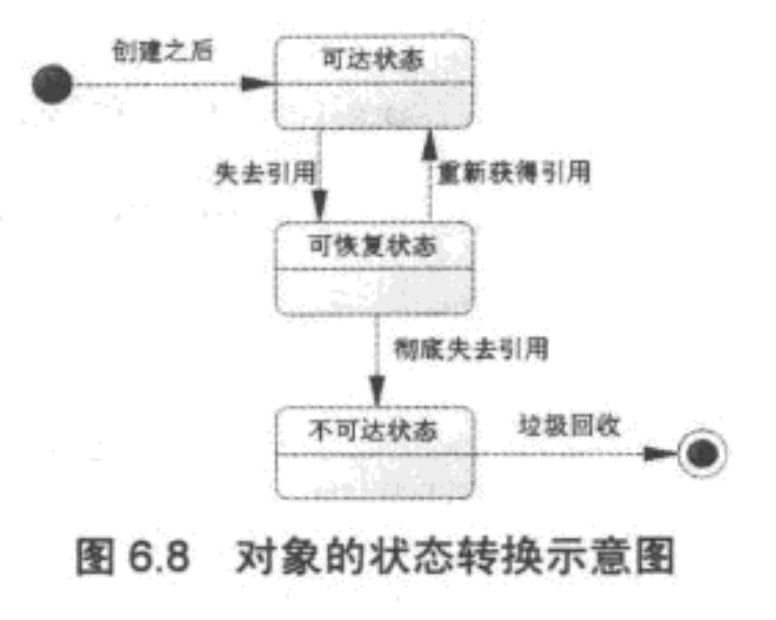 创建之后
可达状态
失去引用
重新获得引用
可恢复状态
彻底失去引用
不可达状态
垃圾回收
图 6.8 对象的状态转换示意图